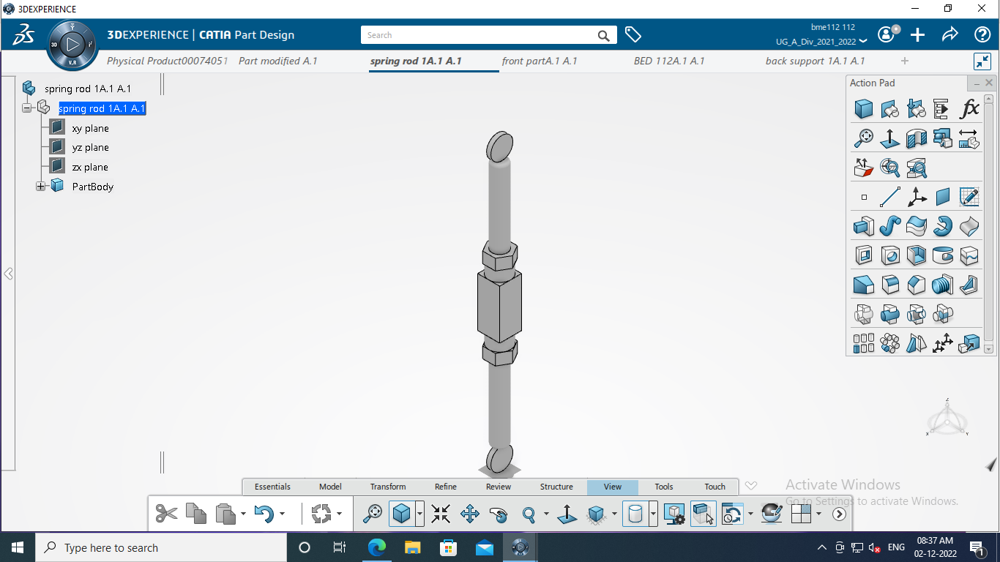 3DEXPERIENCE
3DEXPERIENCE | CATIA Part Design
Search
bme112 112
UG_A_Div_2021_2022
3D
V.R
Physical Product00074051
Part modified A.1
spring rod 1A.1 A.1
front partA.1 A.1
BED 112A.1 A.1
back support 1A.1 A.1
spring rod 1A.1 A.1
spring rod 1A.1 A.1
xy plane
yz plane
zx plane
PartBody
Action Pad
fx
Z
X
Y
Essentials
Model
Transform
Refine
Review
Structure
View
Tools
Touch
Activate Windows
Go to Settings to activate Windows.
Type here to search
ENG
08:37 AM
02-12-2022
1